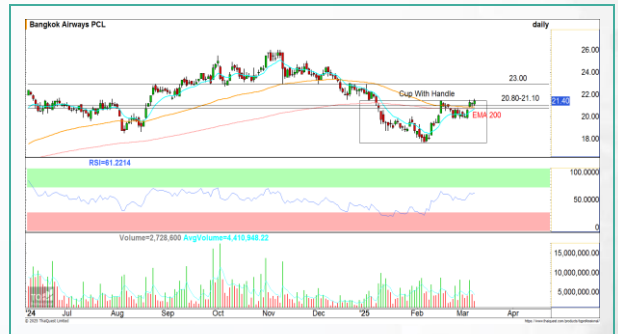 Bangkok Airways PCL daily
26.00
24.00
23.00
22.00
Cup With Handle
20.80-21.10
21.40
EMA 200
20.00
18.00
RSI=61.2214
100.0000
50.0000
0
Volume=2,728,600 AvgVolume=4,410,948.22
15,000,000.00
10,000,000.00
5,000,000.00
'24 Jul Aug Sep Oct Nov Dec '25 Feb Mar Apr